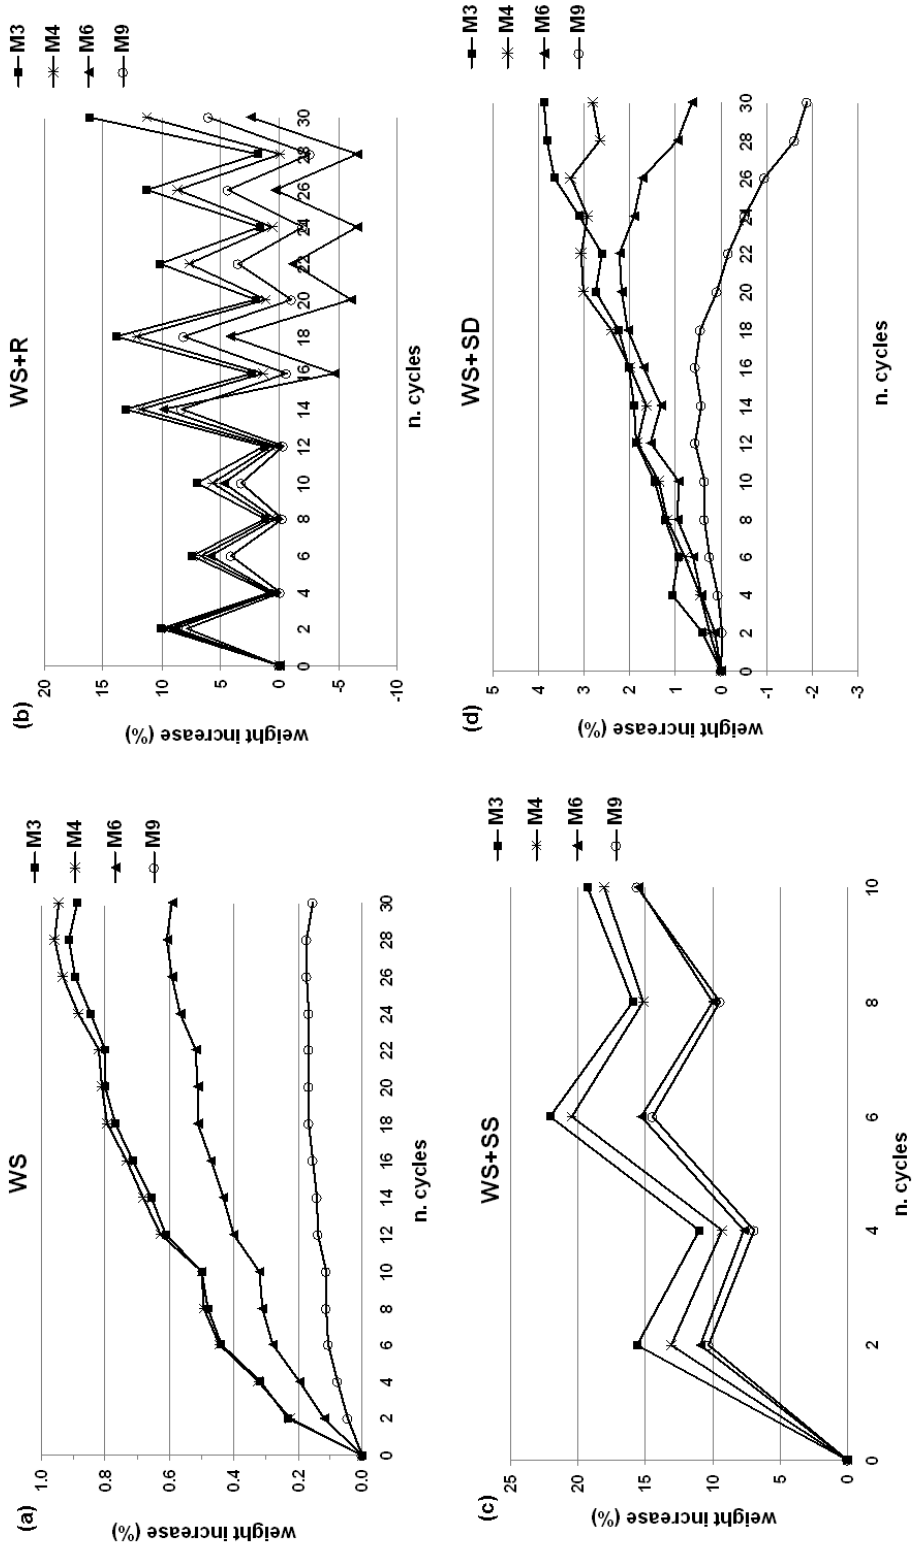 (a)
WS
weight increase (%)
1.0
0.8
0.6
0.4
0.2
0.0
0 2 4 6 8 10 12 14 16 18 20 22 24 26 28 30
n. cycles
M3
M4
M6
M9
(b)
WS+R
weight increase (%)
20
15
10
5
0
-5
-10
0 2 4 6 8 10 12 14 16 18 20 22 24 26 28 30
n. cycles
M3
M4
M6
M9
(c)
WS+SS
weight increase (%)
25
20
15
10
5
0
0 2 4 6 8 10
n. cycles
M3
M4
M6
M9
(d)
WS+SD
weight increase (%)
5
4
3
2
1
0
-1
-2
-3
0 2 4 6 8 10 12 14 16 18 20 22 24 26 28 30
n. cycles
M3
M4
M6
M9